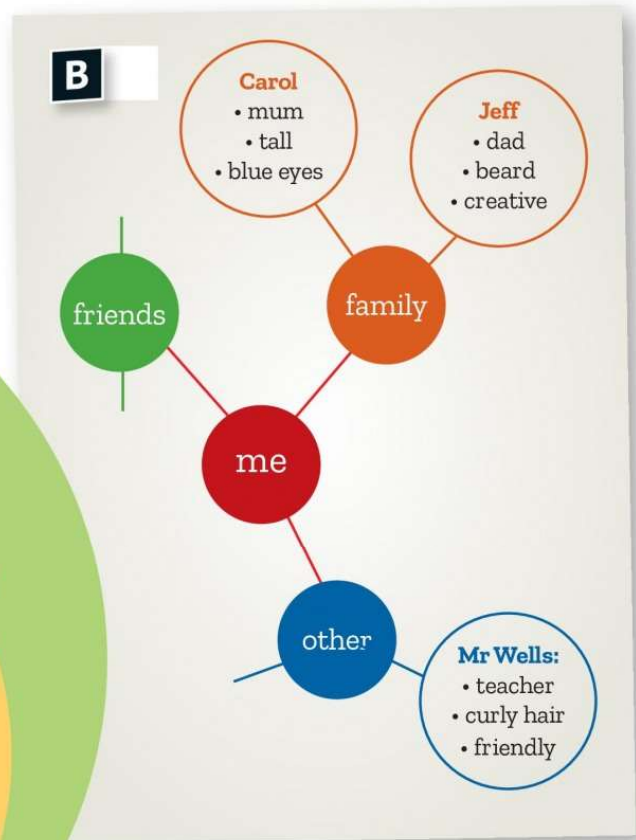 B
Carol
• mum
• tall
• blue eyes
Jeff
• dad
• beard
• creative
friends
family
me
other
Mr Wells:
• teacher
• curly hair
• friendly